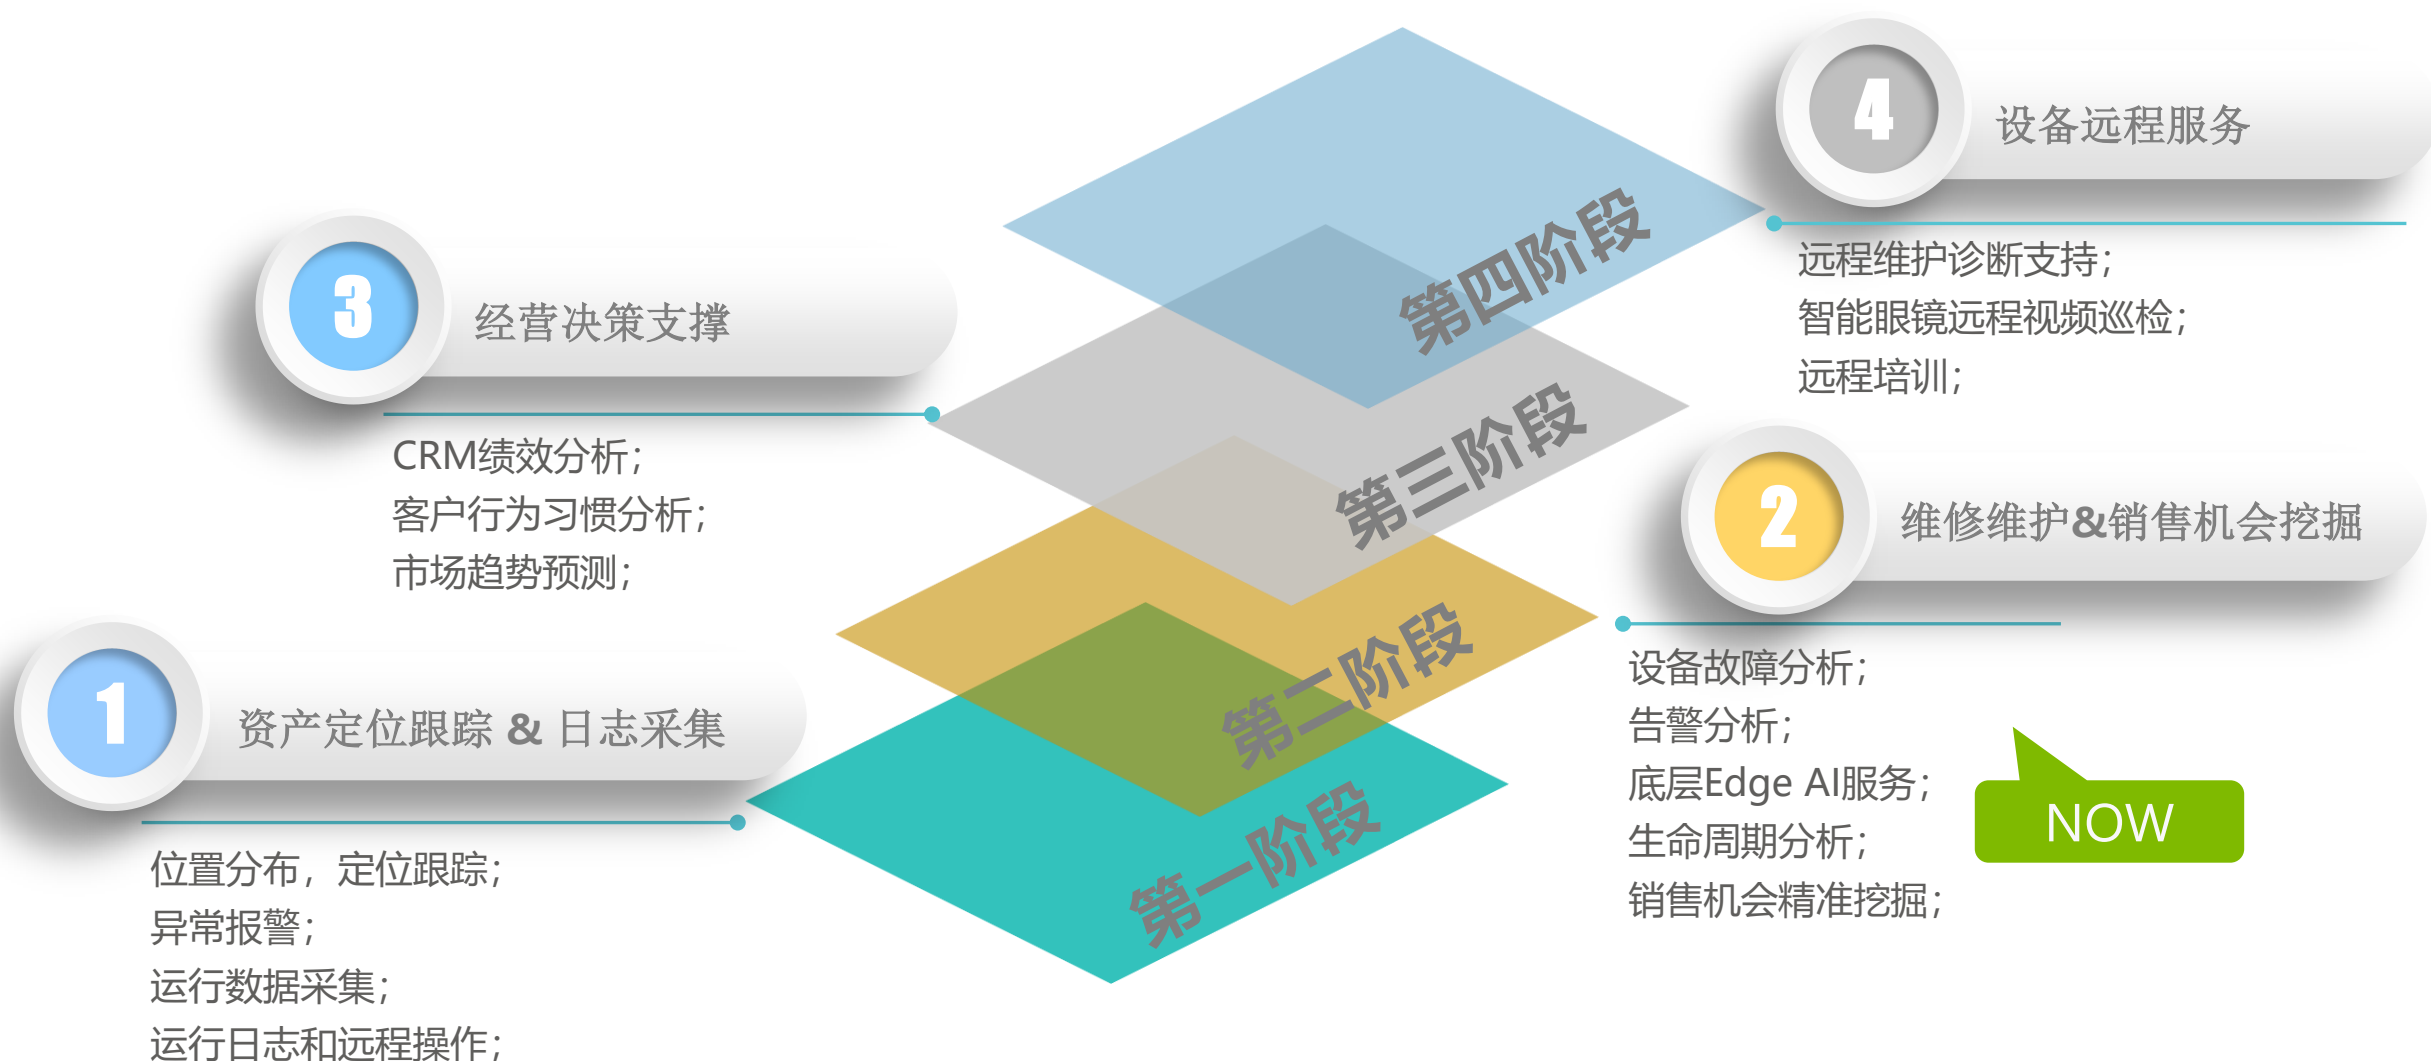 4
设备远程服务
远程维护诊断支持；
智能眼镜远程视频巡检；
远程培训；
3
经营决策支撑
CRM绩效分析；
客户行为习惯分析；
市场趋势预测；
第四阶段
第三阶段
第二阶段
第一阶段
2
维修维护&销售机会挖掘
设备故障分析；
告警分析；
底层Edge AI服务；
生命周期分析；
销售机会精准挖掘；
NOW
1
资产定位跟踪 & 日志采集
位置分布，定位跟踪；
异常报警；
运行数据采集；
运行日志和远程操作；